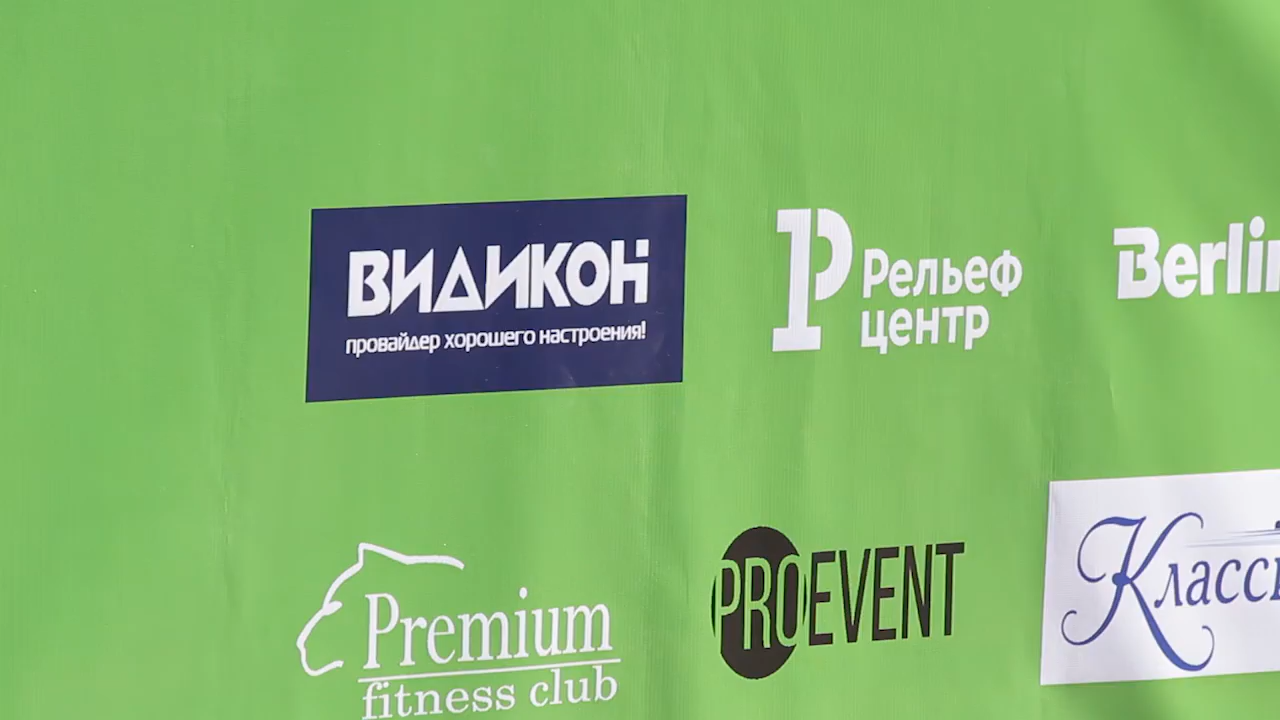 ВИДИКОН
провайдер хорошего настроения!
Рельеф
центр
Premium
fitness club
PROEVENT